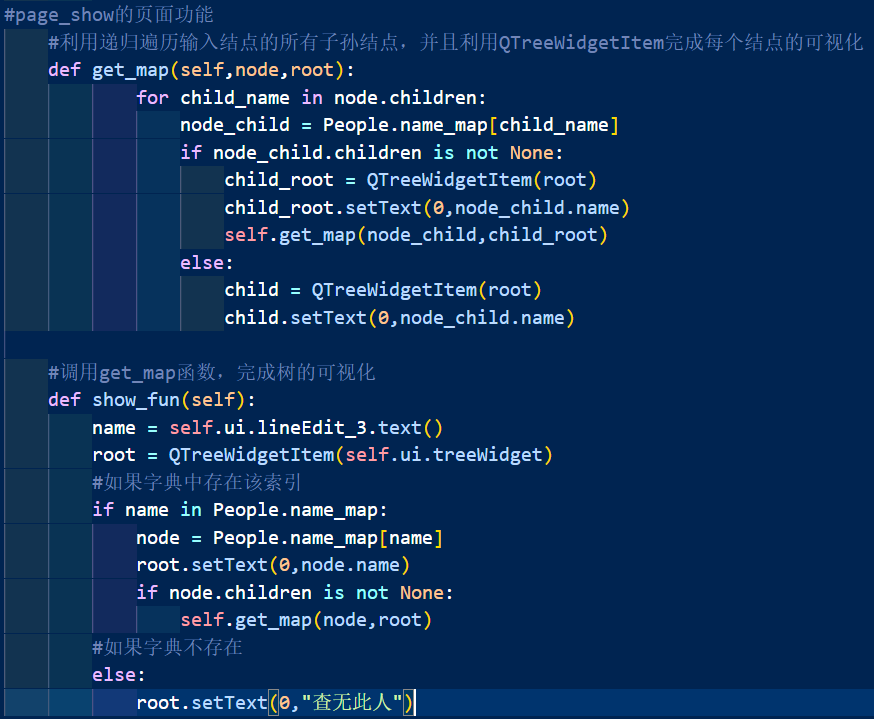 #page_show的页面功能
    #利用递归遍历输入结点的所有子孙结点，并且利用QTreeWidgetItem完成每个结点的可视化
    def get_map(self,node,root):
            for child_name in node.children:
                node_child = People.name_map[child_name]
                if node_child.children is not None:
                    child_root = QTreeWidgetItem(root)
                    child_root.setText(0,node_child.name)
                    self.get_map(node_child,child_root)
                else:
                    child = QTreeWidgetItem(root)
                    child.setText(0,node_child.name)
    #调用get_map函数，完成树的可视化
    def show_fun(self):
        name = self.ui.lineEdit_3.text()
        root = QTreeWidgetItem(self.ui.treeWidget)
        #如果字典中存在该索引
        if name in People.name_map:
            node = People.name_map[name]
            root.setText(0,node.name)
            if node.children is not None:
                self.get_map(node,root)
        #如果字典不存在
        else:
            root.setText(0,"查无此人")